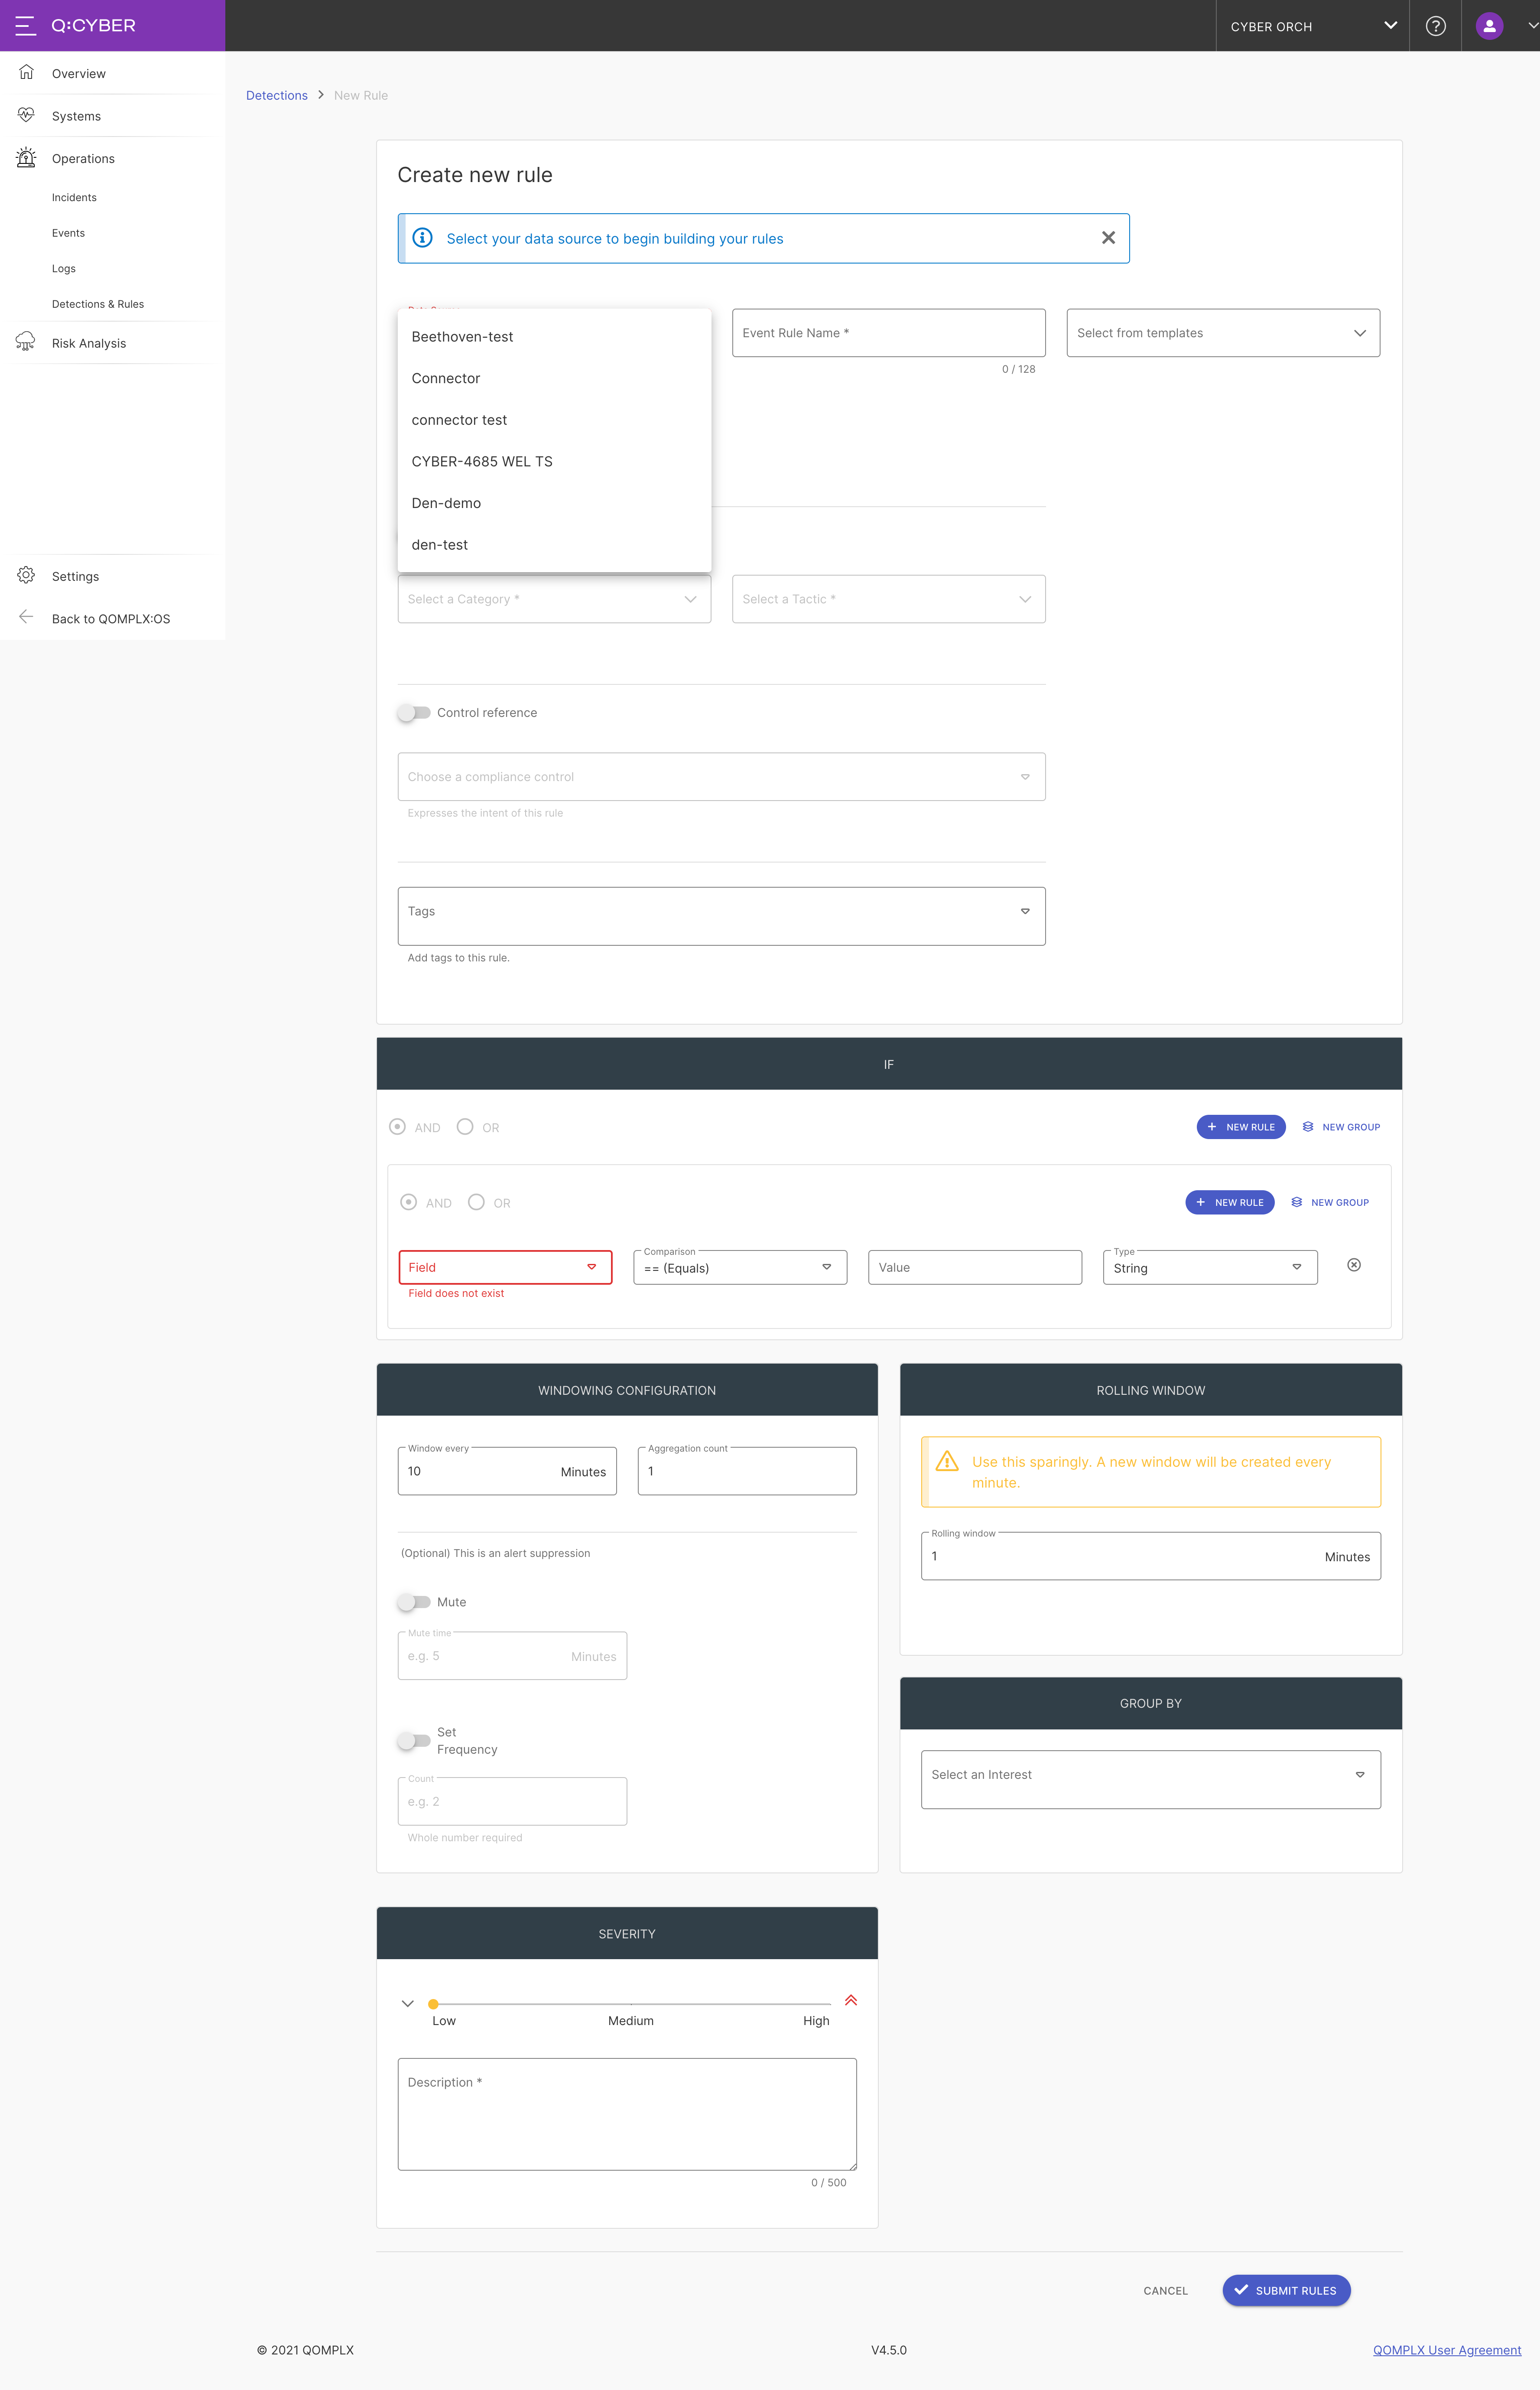 Q:CYBER
CYBER ORCH
Overview
Systems
Operations
Incidents
Events
Logs
Detections & Rules
Risk Analysis
Settings
Back to QOMPLX:OS
Detections > New Rule
Create new rule
Select your data source to begin building your rules
Beethoven-test
Connector
connector test
CYBER-4685 WEL TS
Den-demo
den-test
Event Rule Name *
0 / 128
Select from templates
Select a Category *
Select a Tactic *
Control reference
Choose a compliance control
Expresses the intent of this rule
Tags
Add tags to this rule.
IF
AND OR
+ NEW RULE
NEW GROUP
AND OR
+ NEW RULE
NEW GROUP
Field
Field does not exist
Comparison
== (Equals)
Value
Type
String
WINDOWING CONFIGURATION
Window every
10 Minutes
Aggregation count
1
(Optional) This is an alert suppression
Mute
Mute time
e.g. 5 Minutes
Set
Frequency
Count
e.g. 2
Whole number required
ROLLING WINDOW
Use this sparingly. A new window will be created every
minute.
Rolling window
1 Minutes
GROUP BY
Select an Interest
SEVERITY
Low Medium High
Description *
0 / 500
CANCEL
SUBMIT RULES
© 2021 QOMPLX
V4.5.0
QOMPLX User Agreement